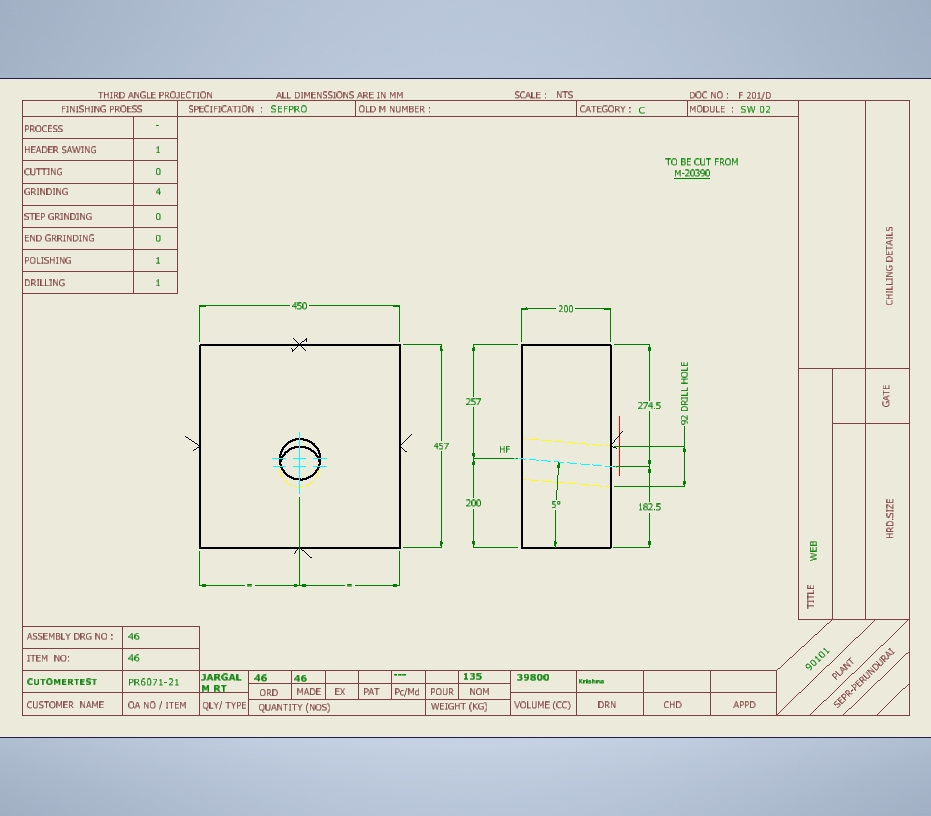 THIRD ANGLE PROJECTION ALL DIMENSSIONS ARE IN MM SCALE : NTS DOC NO : F 201/D
FINISHING PROESS SPECIFICATION : SEFPRO OLD M NUMBER : CATEGORY : C MODULE : SW 02
PROCESS -
HEADER SAWING 1
CUTTING 0
GRINDING 4
STEP GRINDING 0
END GRRINDING 0
POLISHING 1
DRILLING 1
TO BE CUT FROM
M-20390
CHILLING DETAILS
GATE
HRD.SIZE
WEB
TITLE
450
457
= =
200
257
HF
200
5°
274.5
182.5
92 DRILL HOLE
ASSEMBLY DRG NO : 46
ITEM NO: 46
CUTOMERTEST PR6071-21 JARGAL
M RT
46 46 --- 135 39800 Krishna
ORD MADE EX PAT Pc/Md POUR NOM
CUSTOMER NAME OA NO / ITEM QLY/ TYPE QUANTITY (NOS) WEIGHT (KG) VOLUME (CC) DRN CHD APPD
90101
PLANT
SEPR-PERUNDURAI